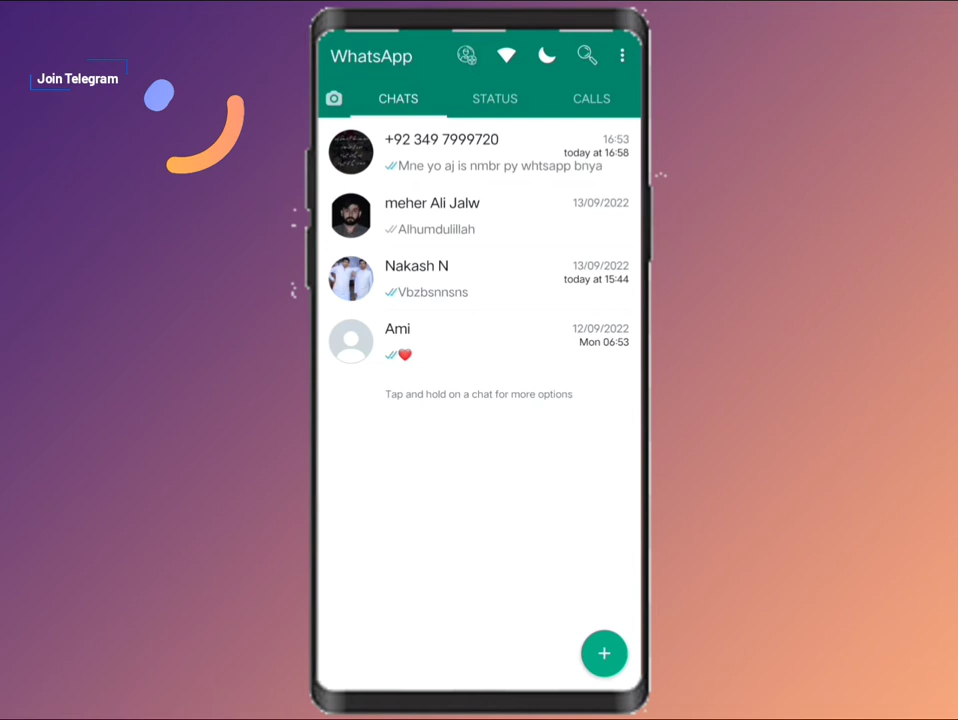 Join Telegram
WhatsApp
CHATS STATUS CALLS
+92 349 7999720 16:53
today at 16:58
Mne yo aj is nmbr py whtsapp bnya
meher Ali Jalw 13/09/2022
Alhumdulillah
Nakash N 13/09/2022
today at 15:44
Vbzbsnnsns
Ami 12/09/2022
Mon 06:53
❤️
Tap and hold on a chat for more options
+